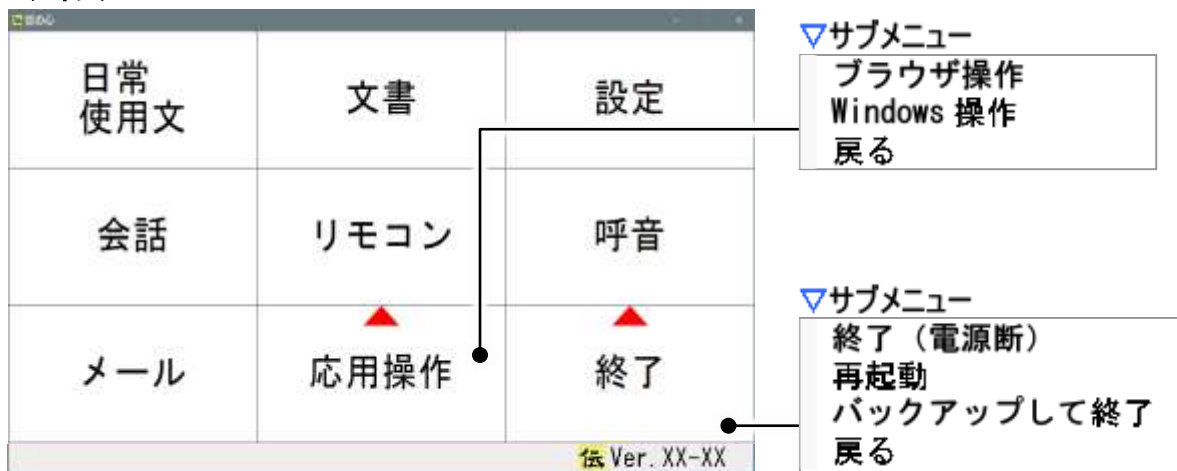 伝の心
日常
使用文
文書
設定
会話
リモコン
呼音
メール
応用操作
終了
伝 Ver. XX-XX
▽サブメニュー
ブラウザ操作
Windows 操作
戻る
▽サブメニュー
終了（電源断）
再起動
バックアップして終了
戻る